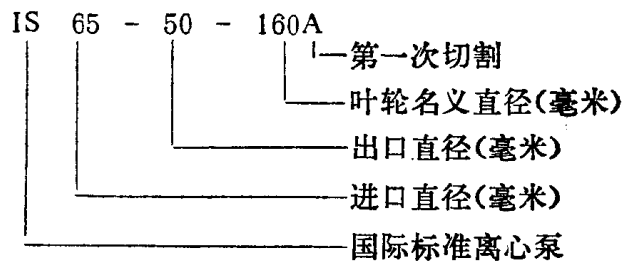 IS 65 - 50 - 160A
第一次切割
叶轮名义直径(毫米)
出口直径(毫米)
进口直径(毫米)
国际标准离心泵